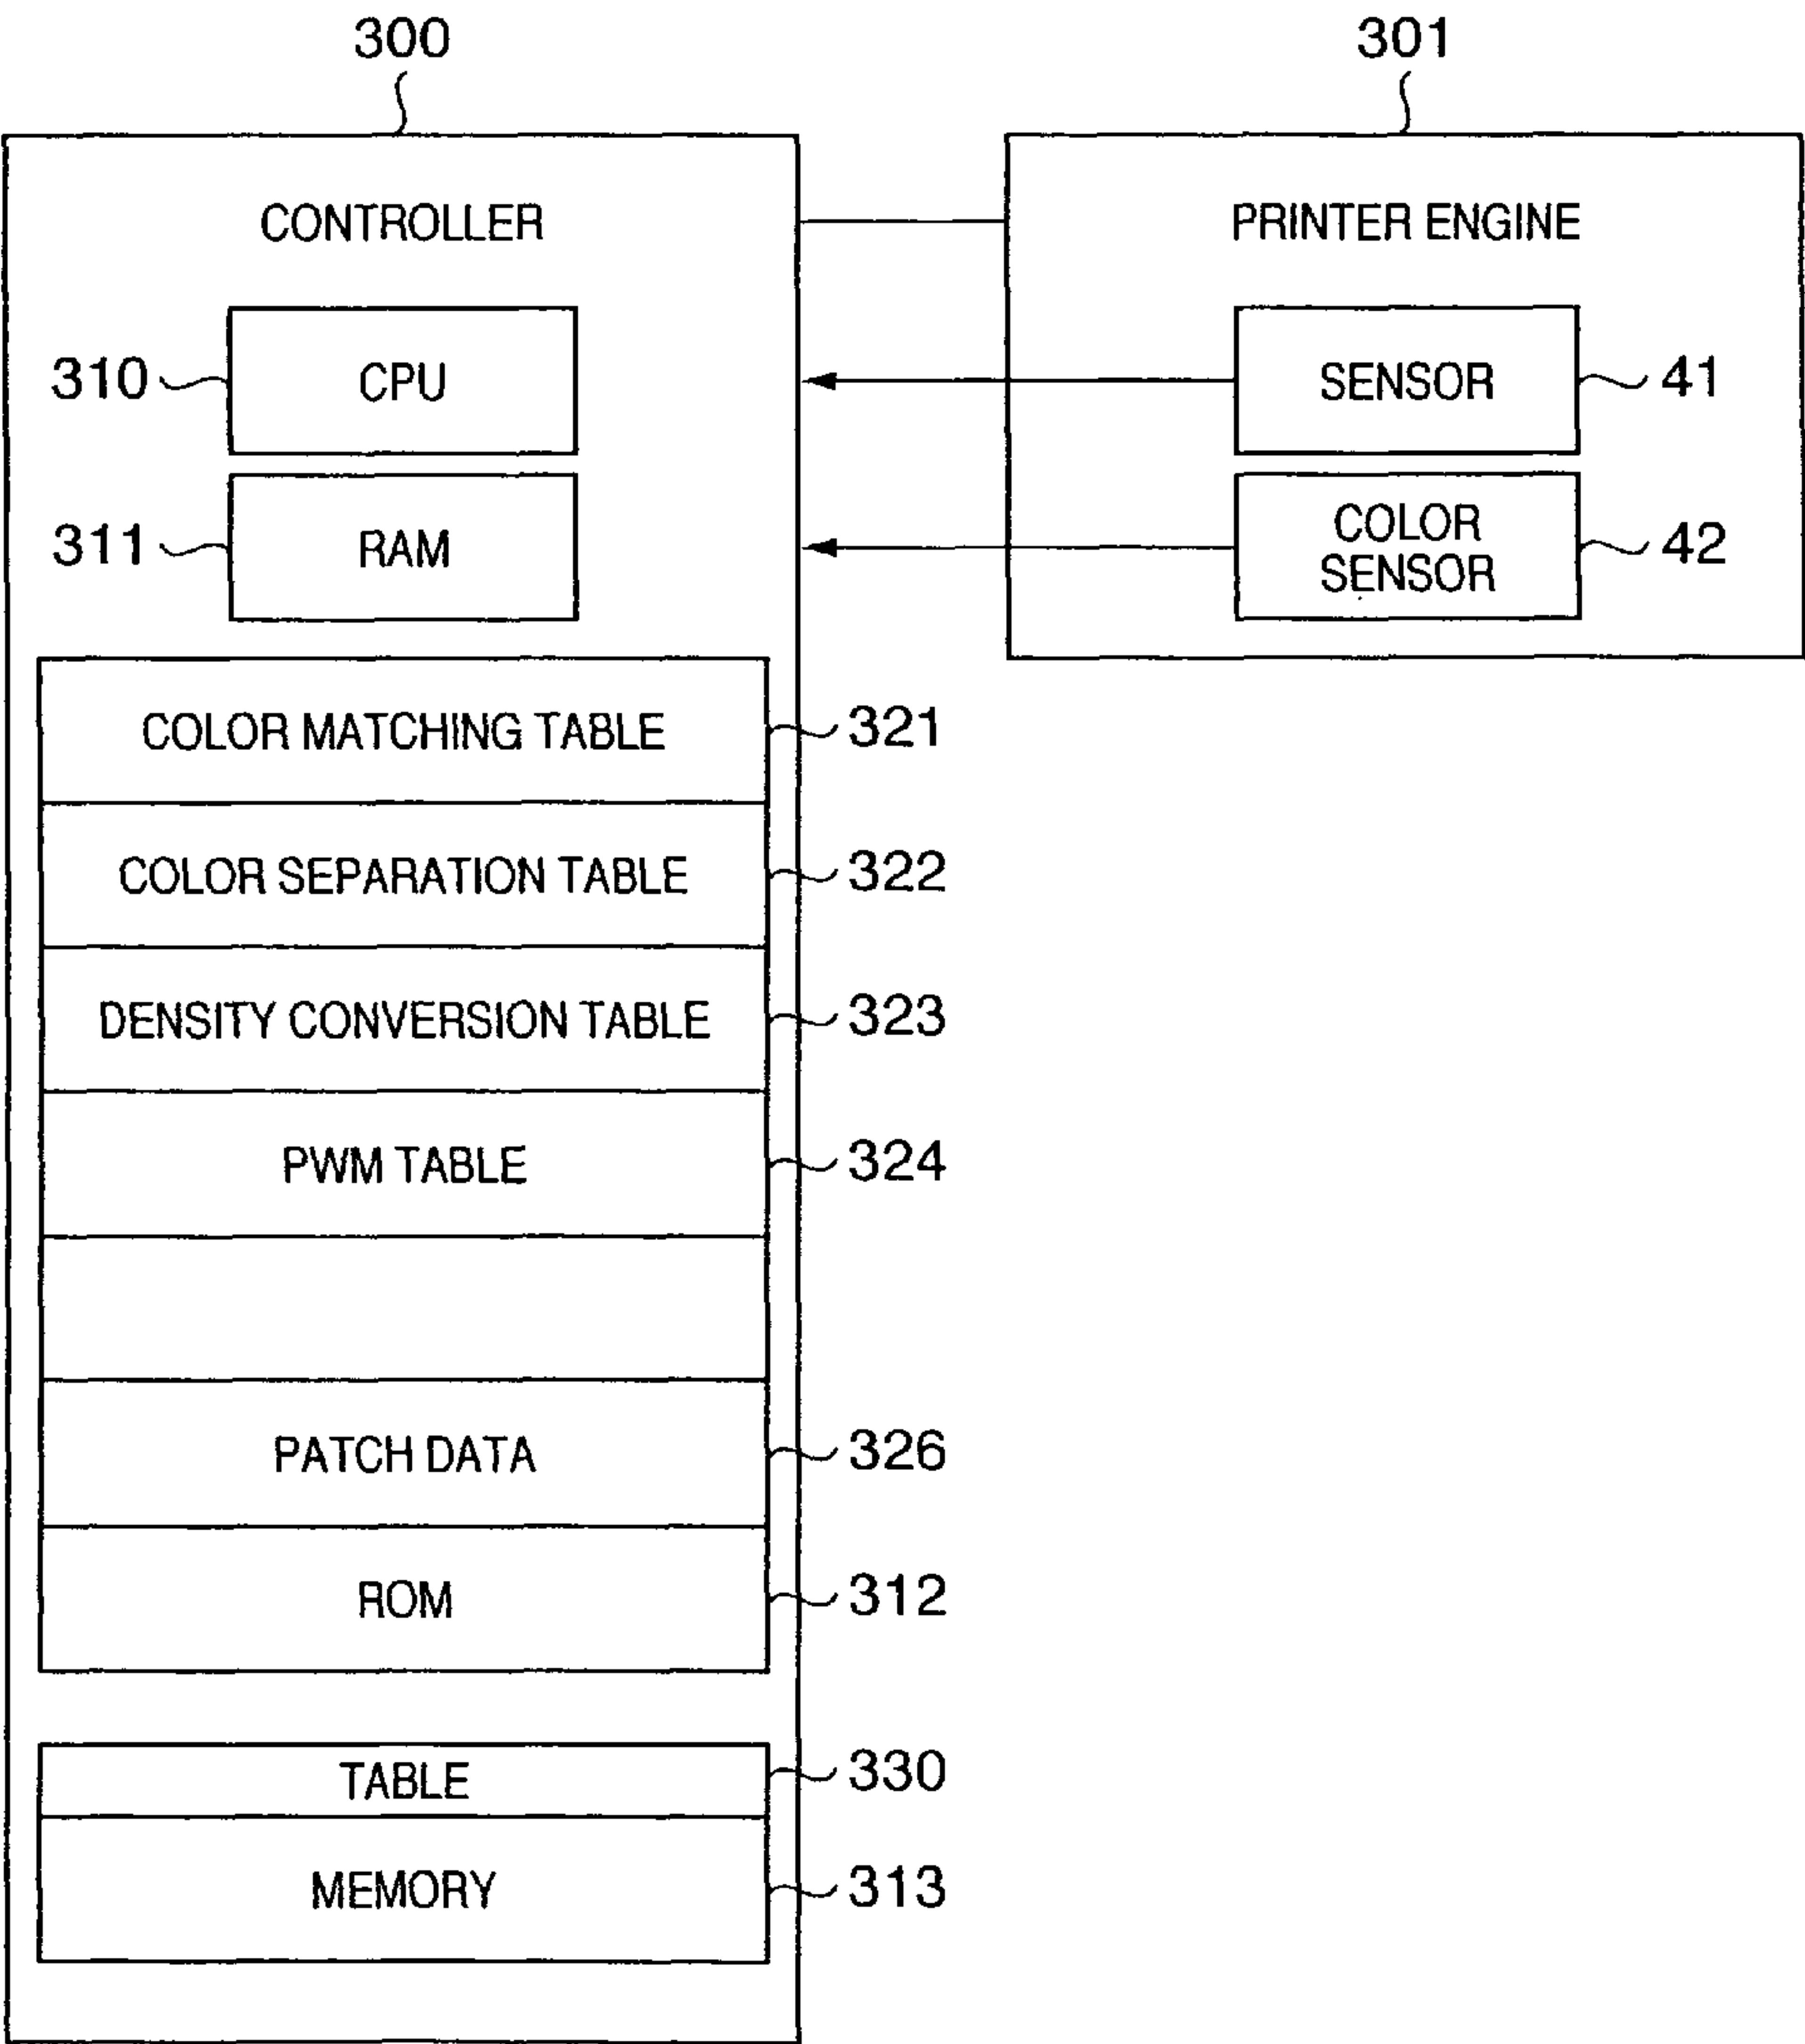 300
301
CONTROLLER
PRINTER ENGINE
310
CPU
SENSOR
41
311
RAM
COLOR
SENSOR
42
COLOR MATCHING TABLE
321
COLOR SEPARATION TABLE
322
DENSITY CONVERSION TABLE
323
PWM TABLE
324
PATCH DATA
326
ROM
312
TABLE
330
MEMORY
313